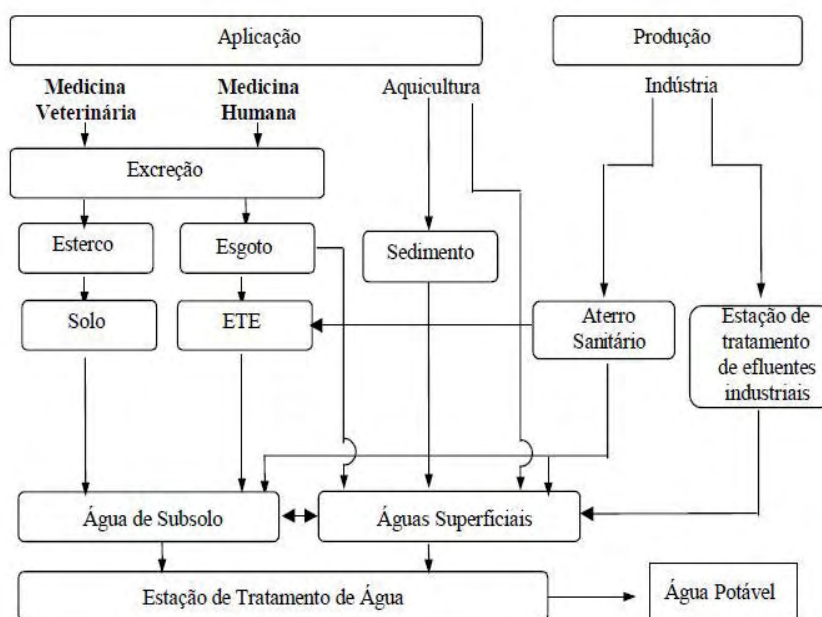 Aplicação
Produção
Medicina
Veterinária
Medicina
Humana
Aquicultura
Indústria
Excreção
Esterco
Esgoto
Sedimento
Solo
ETE
Aterro
Sanitário
Estação de
tratamento
de efluentes
industriais
Água de Subsolo
Águas Superfíciais
Estação de Tratamento de Água
Água Potável